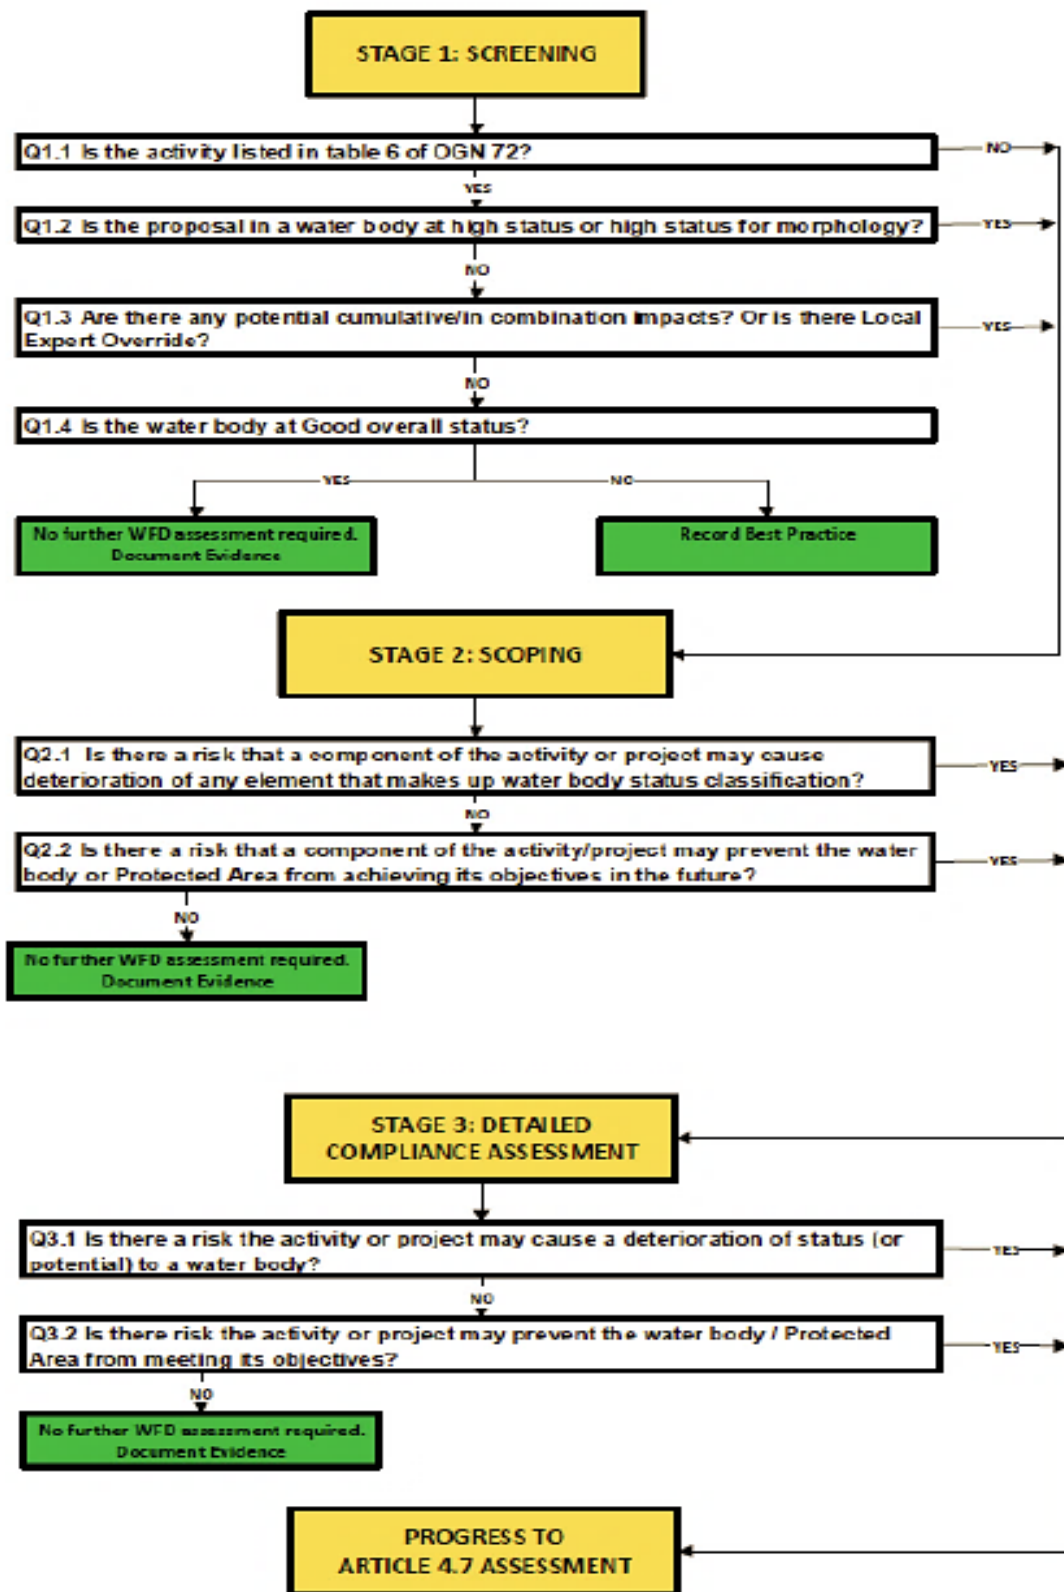 STAGE 1: SCREENING
Q1.1 Is the activity listed in table 6 of OGN 72?
NO
YES
Q1.2 Is the proposal in a water body at high status or high status for morphology?
YES
NO
Q1.3 Are there any potential cumulative/in combination impacts? Or is there Local
Expert Override?
YES
NO
Q1.4 Is the water body at Good overall status?
YES
NO
No further WFD assessment required.
Document Evidence
Record Best Practice
STAGE 2: SCOPING
Q2.1 Is there a risk that a component of the activity or project may cause
deterioration of any element that makes up water body status classification?
YES
NO
Q2.2 Is there a risk that a component of the activity/project may prevent the water
body or Protected Area from achieving its objectives in the future?
YES
NO
No further WFD assessment required.
Document Evidence
STAGE 3: DETAILED
COMPLIANCE ASSESSMENT
Q3.1 Is there a risk the activity or project may cause a deterioration of status (or
potential) to a water body?
YES
NO
Q3.2 Is there risk the activity or project may prevent the water body / Protected
Area from meeting its objectives?
YES
NO
No further WFD assessment required.
Document Evidence
PROGRESS TO
ARTICLE 4.7 ASSESSMENT